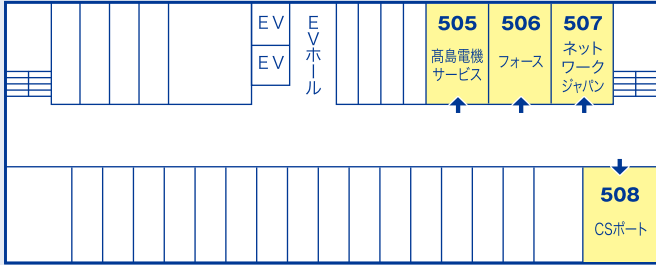 EV
EV
EVホール
505
髙島電機
サービス
506
フォース
507
ネット
ワーク
ジャパン
508
CSポート